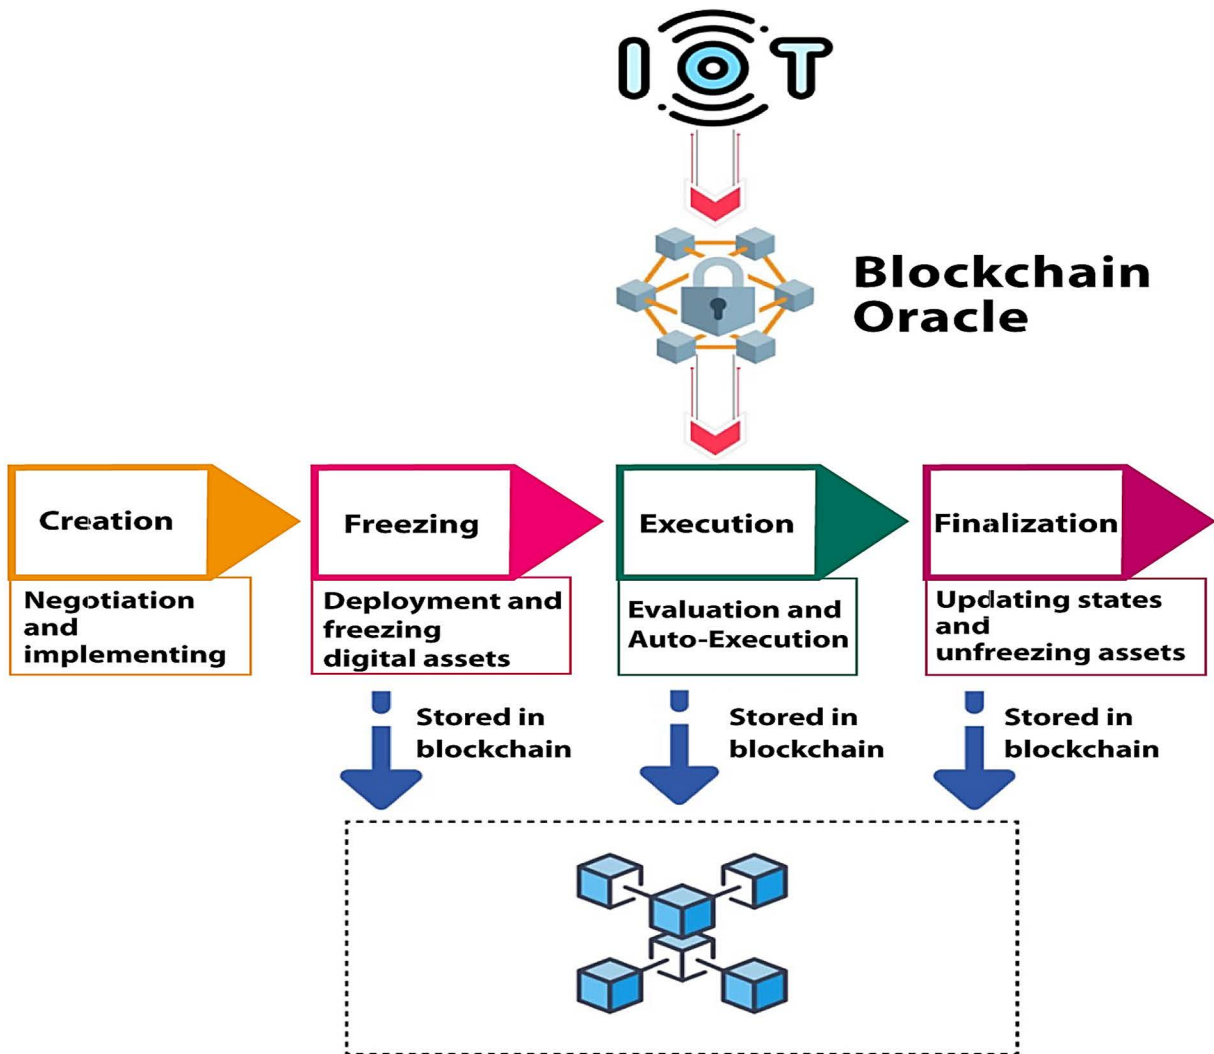 IOT
Blockchain
Oracle
Creation
Negotiation
and
implementing
Freezing
Deployment and
freezing
digital assets
Execution
Evaluation and
Auto-Execution
Finalization
Updating states
and
unfreezing assets
Stored in
blockchain
Stored in
blockchain
Stored in
blockchain